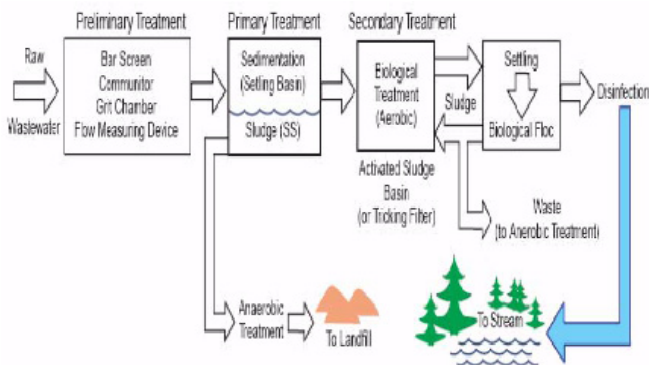 Preliminary Treatment
Primary Treatment
Secondary Treatment
Raw
Wastewater
Bar Screen
Communitor
Grit Chamber
Flow Measuring Device
Sedimentation
(Setling Basin)
Sludge (SS)
Biological
Treatment
(Aerobic)
Sludge
Settling
Biological Floc
Disinfection
Activated Sludge
Basin
(or Tricking Filter)
Waste
(to Anerobic Treatment)
Anaerobic
Treatment
To Landfill
To Stream